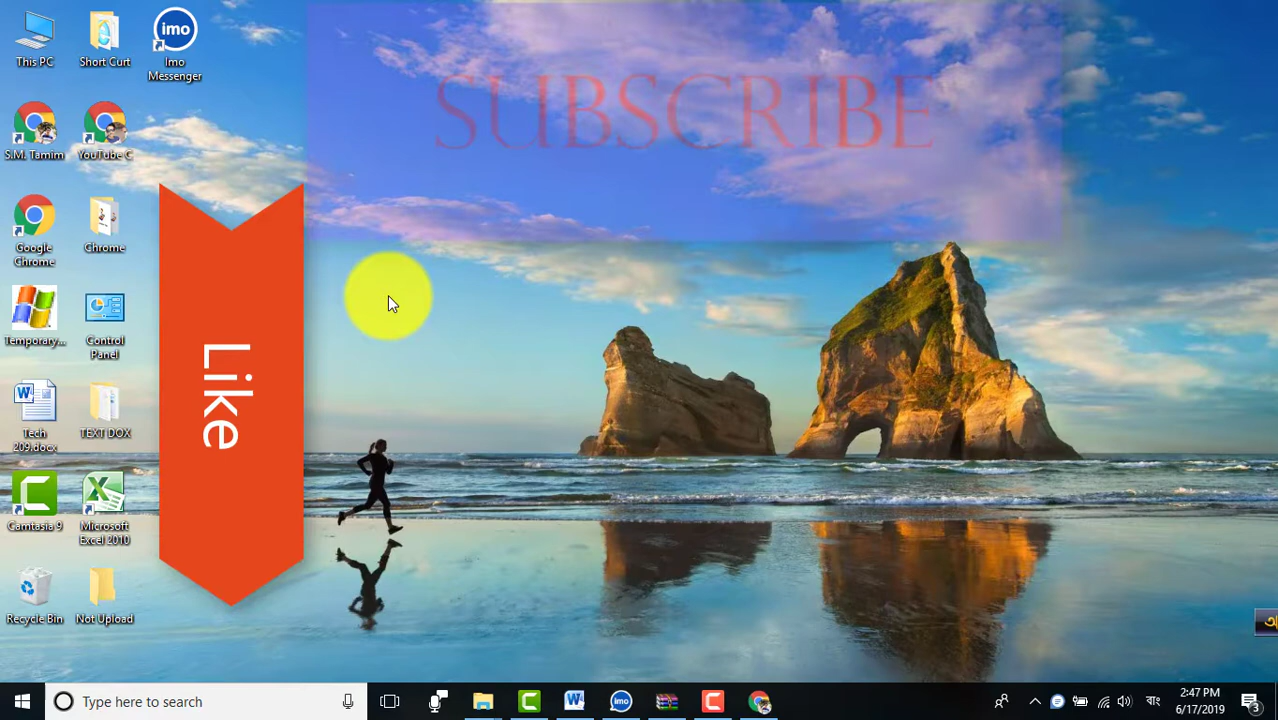 This PC
Short Curt
Imo
Messenger
imo
SUBSCRIBE
S.M. Tamim
YouTube C
Google
Chrome
Chrome
Temporary...
Control
Panel
Like
Tech
209.docx
TEXT DOX
Camtasia 9
Microsoft
Excel 2010
Recycle Bin
Not Upload
অ
Type here to search
imo
বাং
2:47 PM
6/17/2019
3